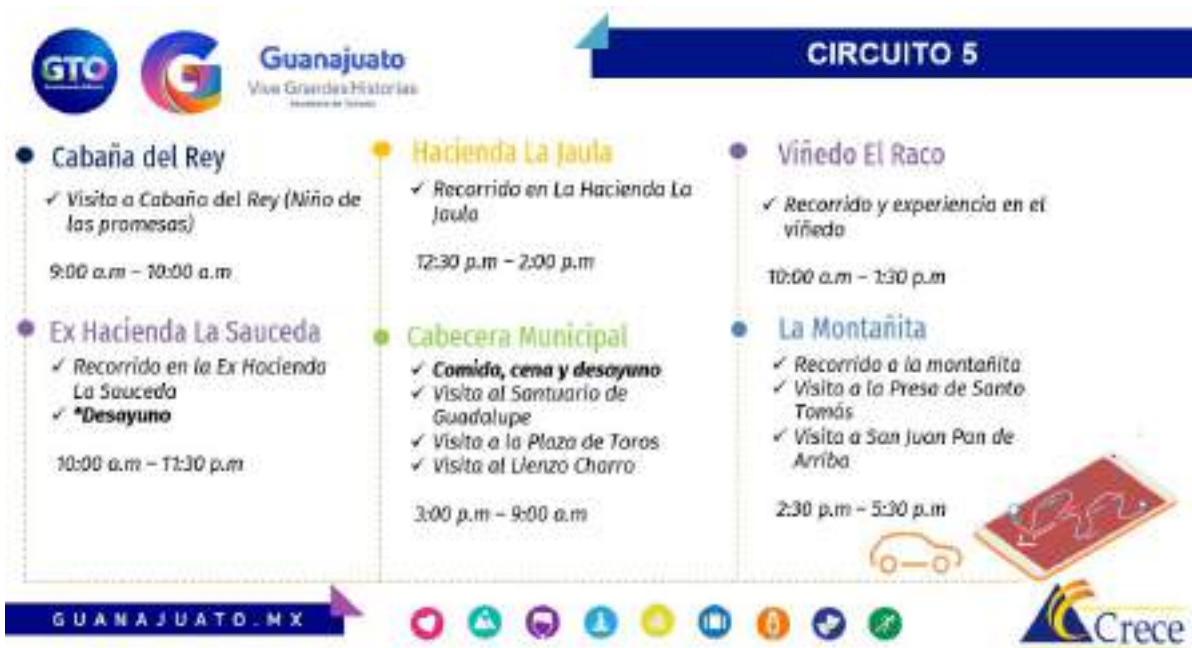 GTO
Guanajuato
Vive Grandes Historias
CIRCUITO 5
Cabaña del Rey
✓ Visita a Cabaña del Rey (Niño de
las promesas)
9:00 a.m – 10:00 a.m
Ex Hacienda La Sauceda
✓ Recorrido en la Ex Hacienda
La Sauceda
✓ *Desayuno
10:00 a.m – 11:30 p.m
Hacienda La Jaula
✓ Recorrido en La Hacienda La
Jaula
12:30 p.m – 2:00 p.m
Cabecera Municipal
✓ Comida, cena y desayuno
✓ Visita al Santuario de
Guadalupe
✓ Visita a la Plaza de Toros
✓ Visita al Lienzo Charro
3:00 p.m – 9:00 a.m
Viñedo El Raco
✓ Recorrido y experiencia en el
viñedo
10:00 a.m – 1:30 p.m
La Montañita
✓ Recorrido a la montañita
✓ Visita a la Presa de Santo
Tomás
✓ Visita a San Juan Pan de
Arriba
2:30 p.m – 5:30 p.m
GUANAJUATO.MX
Crece